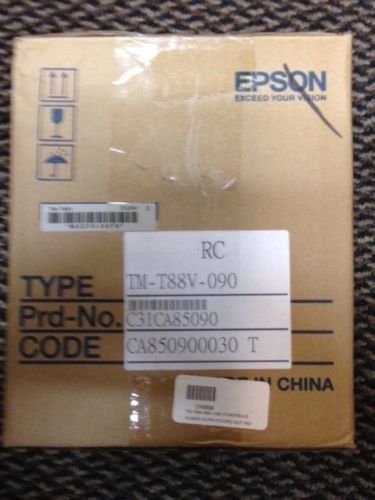 EPSON
EXCEED YOUR VISION
RC
TYPE TM-T88V-090
Prd-No. C31CA85090
CODE CA850900030 T
IN CHINA